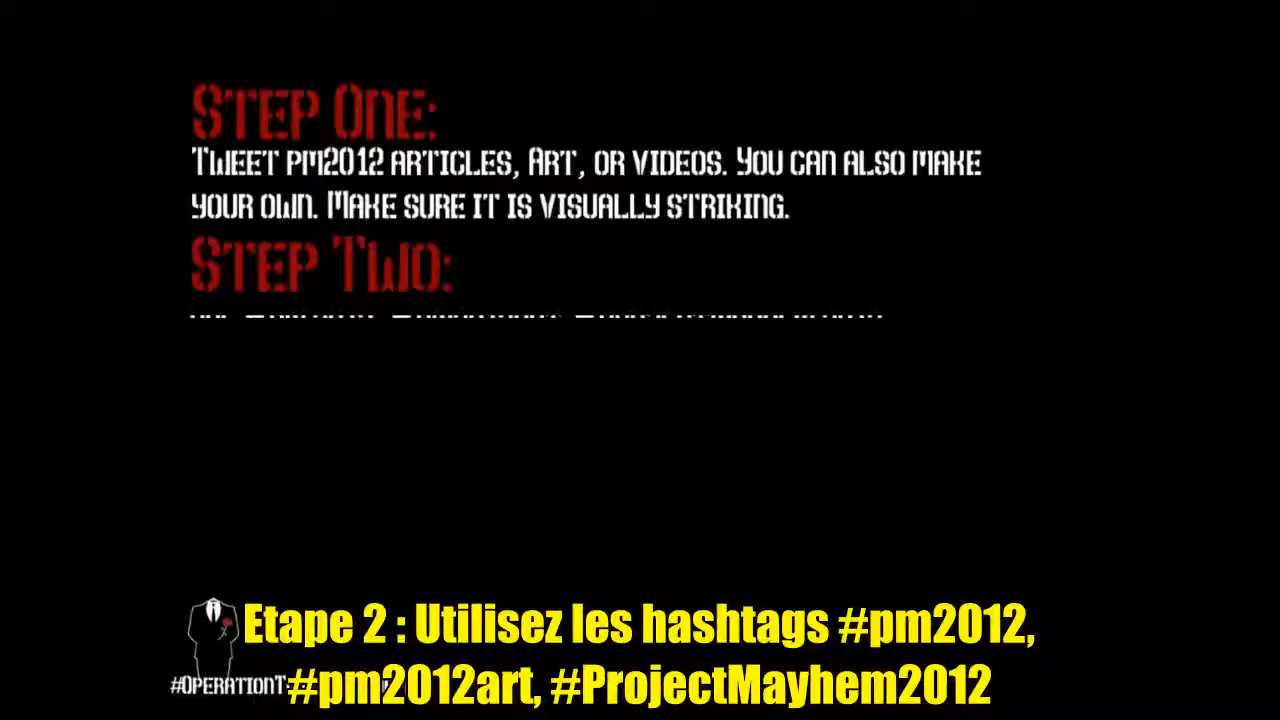 Step One:
Tweet pm2012 articles, Art, or videos. You can also make
your own. Make sure it is visually striking.
Step Two:
Etape 2 : Utilisez les hashtags #pm2012,
#pm2012art, #ProjectMayhem2012